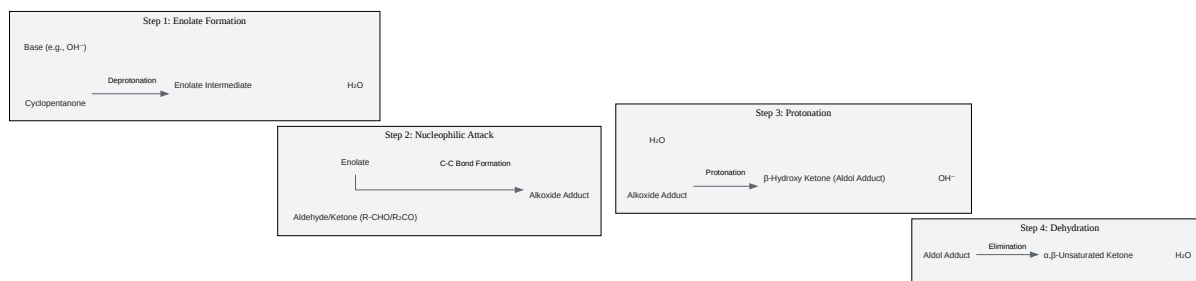 Step 1: Enolate Formation
Base (e.g., OH⁻)
Deprotonation
Enolate Intermediate
H₂O
Cyclopentanone
Step 2: Nucleophilic Attack
Enolate
C-C Bond Formation
Alkoxide Adduct
Aldehyde/Ketone (R-CHO/R₂CO)
Step 3: Protonation
H₂O
Protonation
β-Hydroxy Ketone (Aldol Adduct)
OH⁻
Alkoxide Adduct
Step 4: Dehydration
Elimination
Aldol Adduct
α,β-Unsaturated Ketone
H₂O